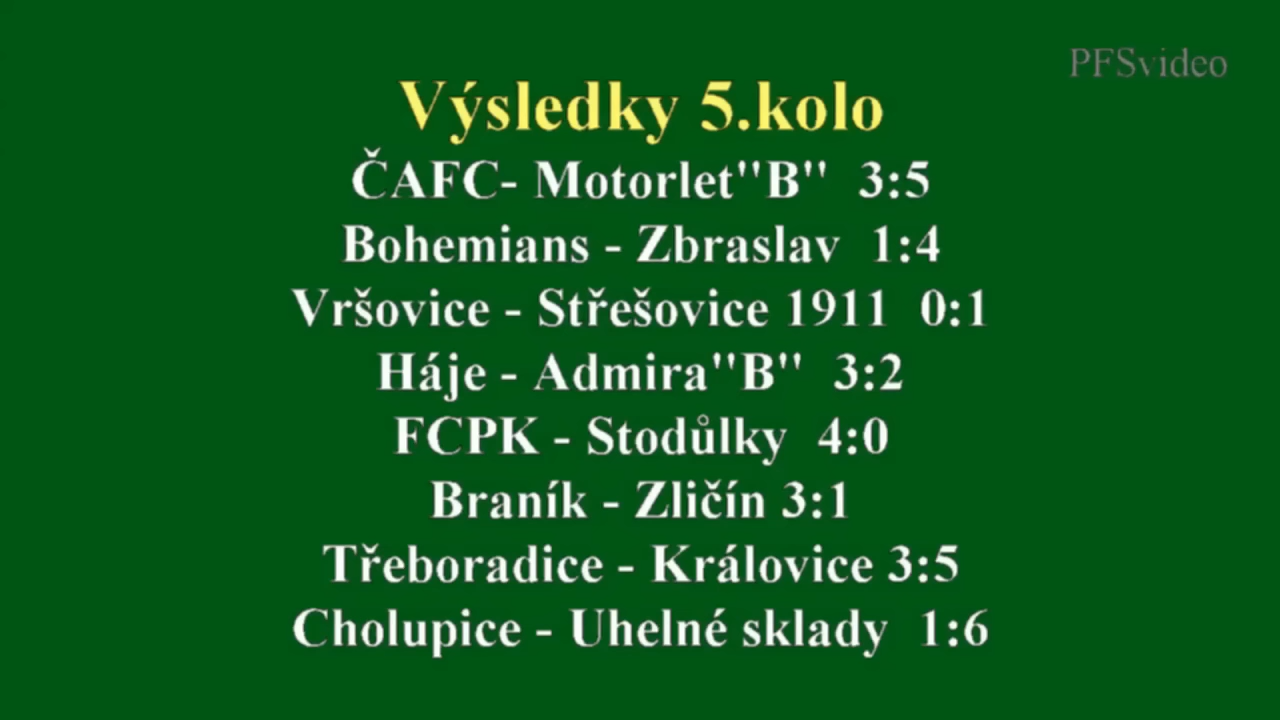 PFSvideo
Výsledky 5.kolo
ČAFC- Motorlet"B" 3:5
Bohemians - Zbraslav 1:4
Vršovice - Střešovice 1911 0:1
Háje - Admira"B" 3:2
FCPK - Stodůlky 4:0
Braník - Zličín 3:1
Třeboradice - Královice 3:5
Cholupice - Uhelné sklady 1:6